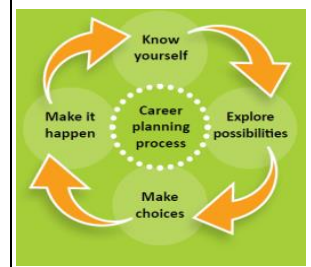 Know
yourself
Explore
possibilities
Make
choices
Make it
happen
Career
planning
process